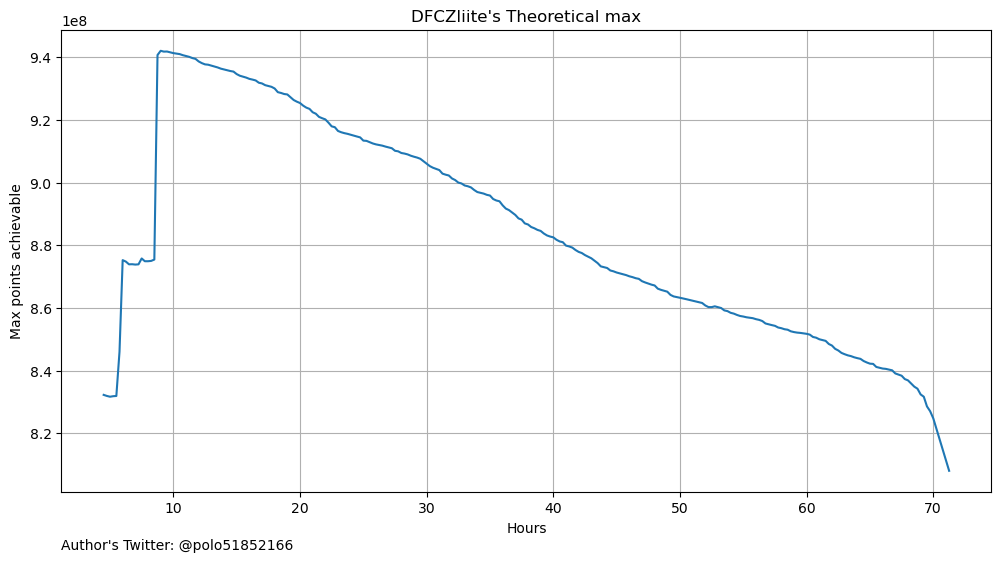 DFCZliite's Theoretical max
1e8
9.4
9.2
9.0
8.8
8.6
8.4
8.2
Max points achievable
10 20 30 40 50 60 70
Hours
Author's Twitter: @polo51852166